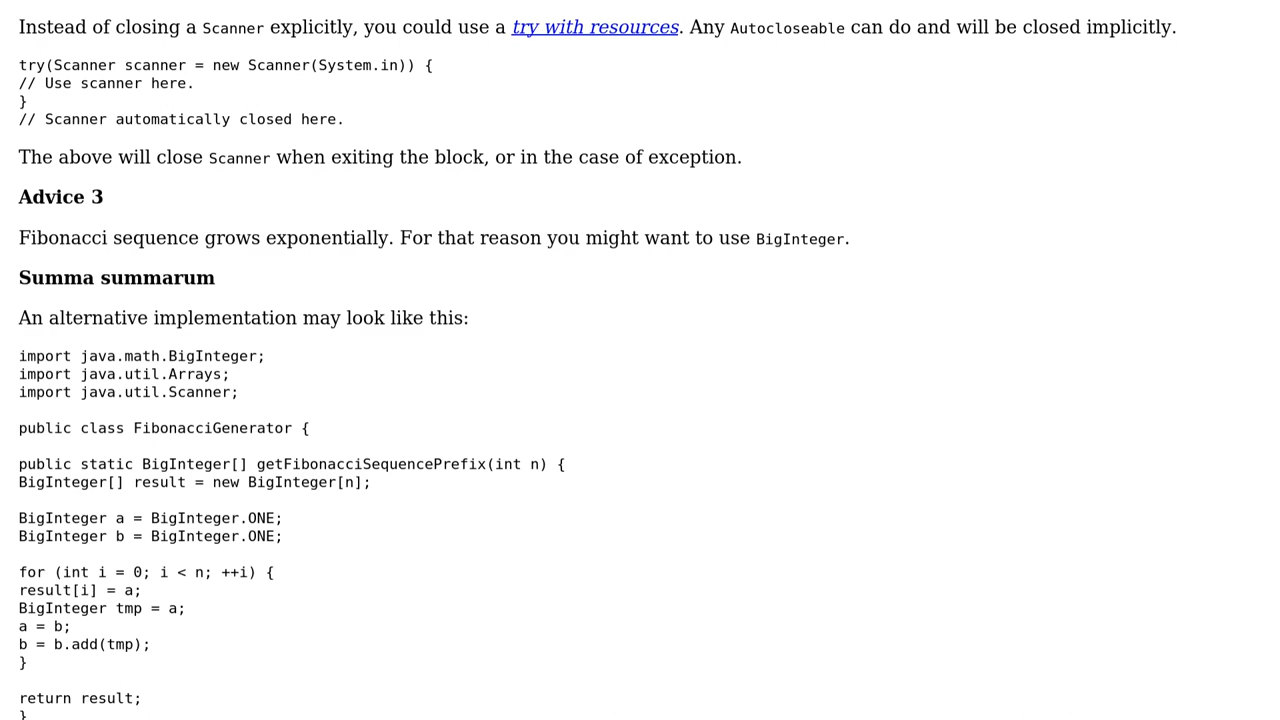 Instead of closing a Scanner explicitly, you could use a try with resources. Any Autocloseable can do and will be closed implicitly.
try(Scanner scanner = new Scanner(System.in)) {
// Use scanner here.
}
// Scanner automatically closed here.
The above will close Scanner when exiting the block, or in the case of exception.
Advice 3
Fibonacci sequence grows exponentially. For that reason you might want to use BigInteger.
Summa summarum
An alternative implementation may look like this:
import java.math.BigInteger;
import java.util.Arrays;
import java.util.Scanner;
public class FibonacciGenerator {
public static BigInteger[] getFibonacciSequencePrefix(int n) {
BigInteger[] result = new BigInteger[n];
BigInteger a = BigInteger.ONE;
BigInteger b = BigInteger.ONE;
for (int i = 0; i < n; ++i) {
result[i] = a;
BigInteger tmp = a;
a = b;
b = b.add(tmp);
}
return result;
}